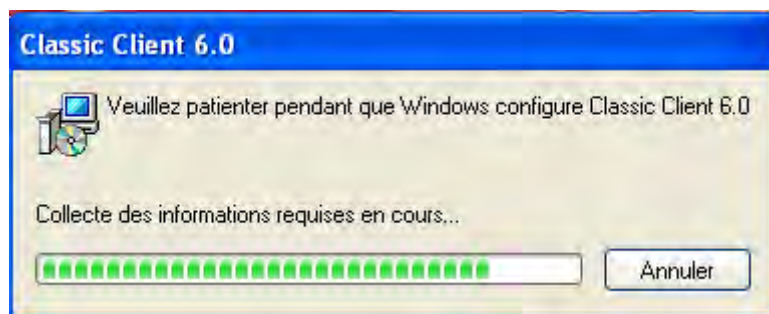 Classic Client 6.0
Veuillez patienter pendant que Windows configure Classic Client 6.0
Collecte des informations requises en cours...
Annuler